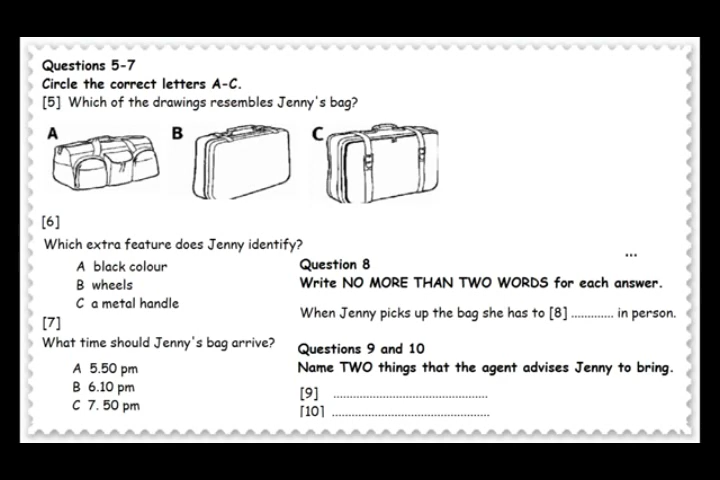 Questions 5-7
Circle the correct letters A-C.
[5] Which of the drawings resembles Jenny's bag?
A B C
[6]
Which extra feature does Jenny identify?
A black colour
B wheels
C a metal handle
[7]
What time should Jenny's bag arrive?
A 5.50 pm
B 6.10 pm
C 7. 50 pm
...
Question 8
Write NO MORE THAN TWO WORDS for each answer.
When Jenny picks up the bag she has to [8] ............. in person.
Questions 9 and 10
Name TWO things that the agent advises Jenny to bring.
[9] ................................................
[10] .................................................